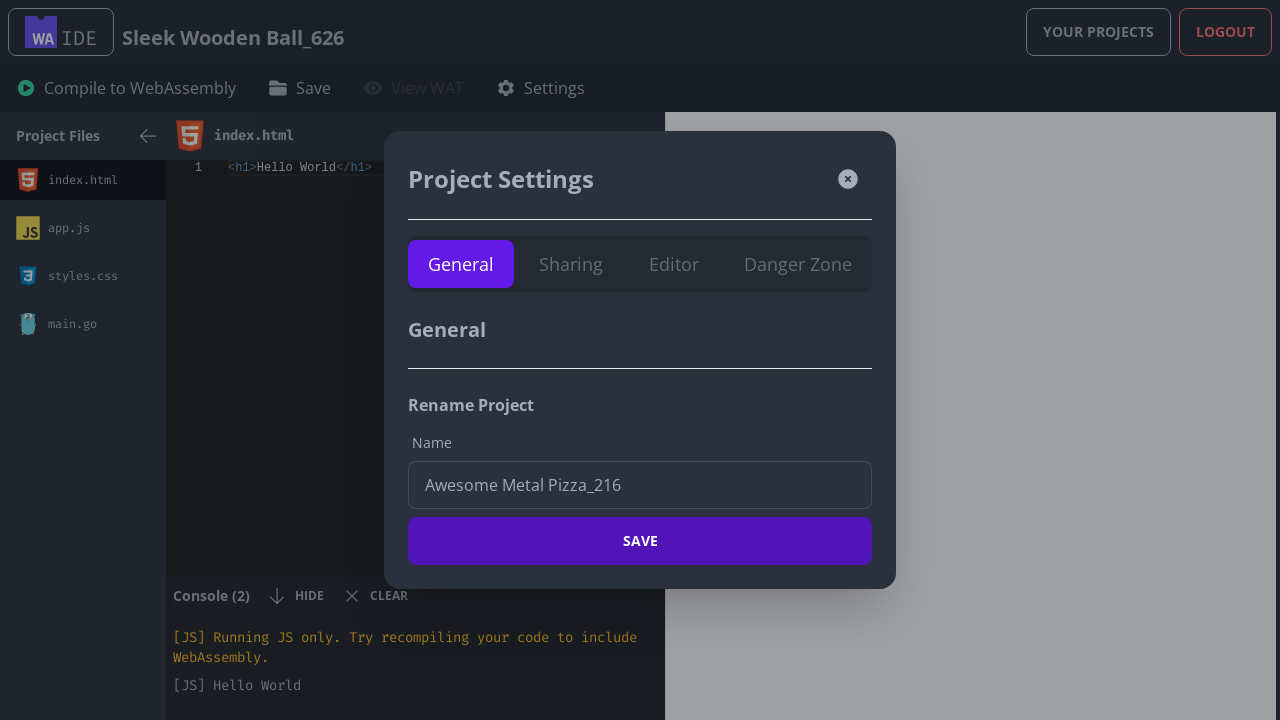 WA IDE
Sleek Wooden Ball_626
YOUR PROJECTS
LOGOUT
Compile to WebAssembly
Save
View WAT
Settings
Project Files
index.html
index.html
JS app.js
styles.css
main.go
1 <h1>Hello World</h1>
Project Settings
General
Sharing
Editor
Danger Zone
General
Rename Project
Name
Awesome Metal Pizza_216
SAVE
Console (2)
HIDE
CLEAR
[JS] Running JS only. Try recompiling your code to include
WebAssembly.
[JS] Hello World